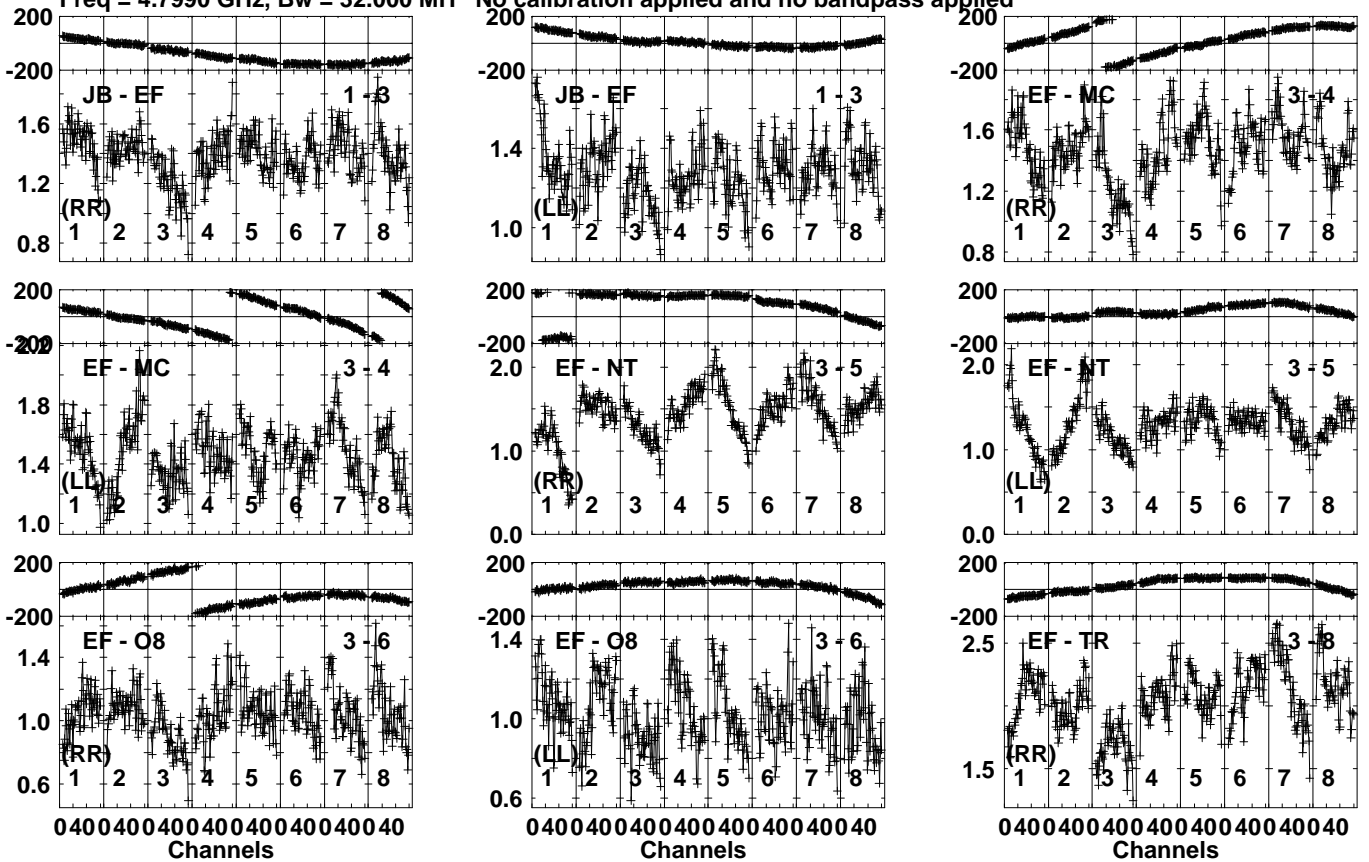 Freq = 4.7990 GHz, Bw = 32.000 MH No calibration applied and no bandpass applied
200 200 200
-200 -200 -200
JB - EF 1 - 3 JB - EF 1 - 3 EF - MC 3 - 4
1.6 1.4 1.6
1.2 1.2
(RR) (LL) 1.0 (RR)
1 2 3 4 5 6 7 8 1 2 3 4 5 6 7 8 1 2 3 4 5 6 7 8
0.8 0.8
200 200 200
-200 -200 -200
2.2
EF - MC 3 - 4 EF - NT 3 - 5 EF - NT 3 - 5
2.0 2.0
1.8
1.4 1.0 1.0
(LL) (RR) (LL)
1 2 3 4 5 6 7 8 1 2 3 4 5 6 7 8 1 2 3 4 5 6 7 8
1.0 0.0 0.0
200 200 200
-200 -200 -200
EF - O8 3 - 6 EF - O8 3 - 6 EF - TR 3 - 8
1.4 1.4 2.5
1.0 1.0
(RR) (LL) (RR)
1 2 3 4 5 6 7 8 1 2 3 4 5 6 7 8 1 2 3 4 5 6 7 8
0.6 0.6 1.5
0 40 0 40 0 40 0 40 0 40 0 40 0 40 0 40 0 40 0 40 0 40 0 40 0 40 0 40 0 40 0 40 0 40 0 40 0 40 0 40 0 40 0 40 0 40 0 40
Channels Channels Channels